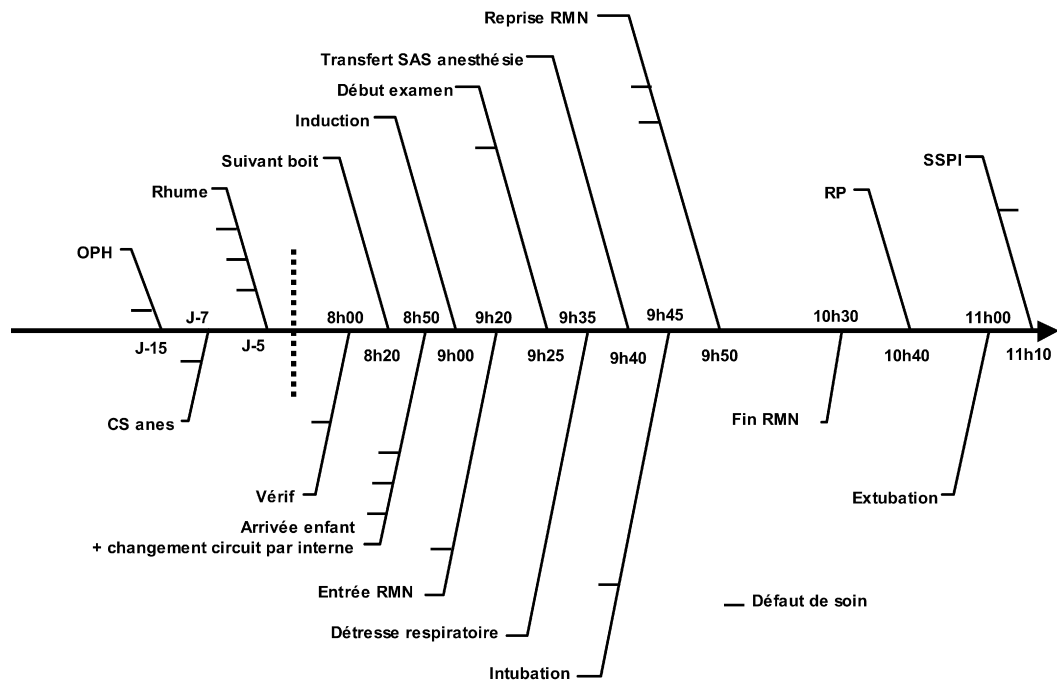 Reprise RMN
Transfert SAS anesthésie
Début examen
Induction
Suivant boit
SSPI
Rhume
RP
OPH
J-7
8h00
8h50
9h20
9h35
9h45
10h30
11h00
J-15
J-5
8h20
9h00
9h25
9h40
9h50
10h40
11h10
CS anes
Fin RMN
Vérif
Extubation
Arrivée enfant
+ changement circuit par interne
Entrée RMN
Défaut de soin
Détresse respiratoire
Intubation